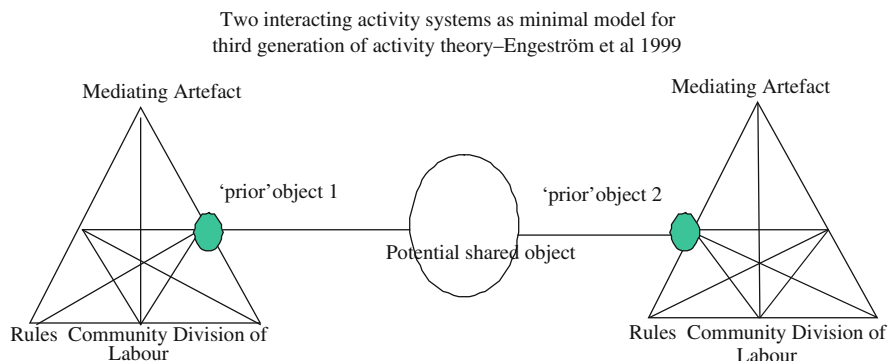 Two interacting activity systems as minimal model for
third generation of activity theory–Engeström et al 1999
Mediating Artefact
Mediating Artefact
‘prior’object 1
‘prior’object 2
Potential shared object
Rules Community Division of
Labour
Rules Community Division of
Labour